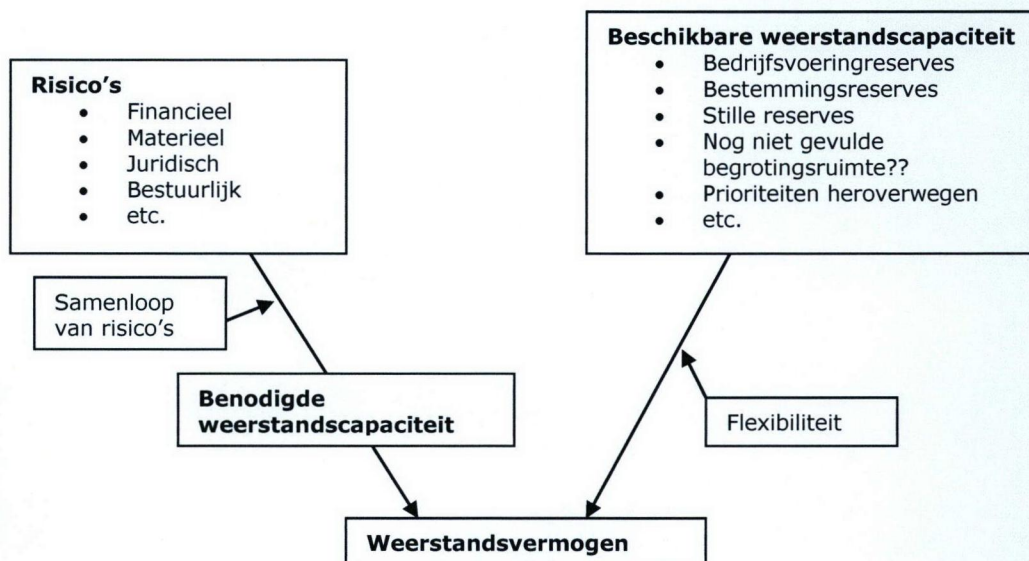 Risico's
• Financieel
• Materieel
• Juridisch
• Bestuurlijk
• etc.
Beschikbare weerstandscapaciteit
• Bedrijfsvoeringreserves
• Bestemmingsreserves
• Stille reserves
• Nog niet gevulde
begrotingsruimte??
• Prioriteiten heroverwegen
• etc.
Samenloop
van risico's
Benodigde
weerstandscapaciteit
Flexibiliteit
Weerstandsvermogen